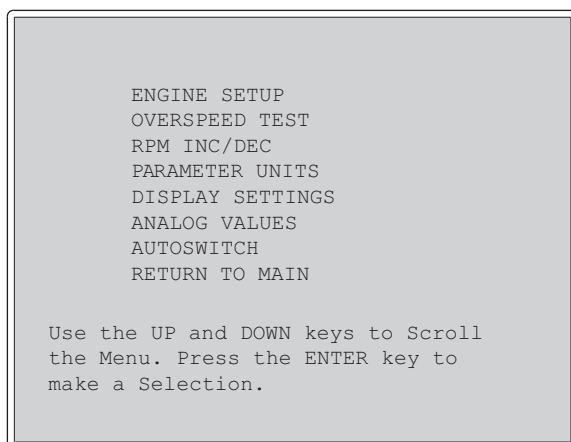 ENGINE SETUP
OVERSPEED TEST
RPM INC/DEC
PARAMETER UNITS
DISPLAY SETTINGS
ANALOG VALUES
AUTOSWITCH
RETURN TO MAIN
Use the UP and DOWN keys to Scroll
the Menu. Press the ENTER key to
make a Selection.